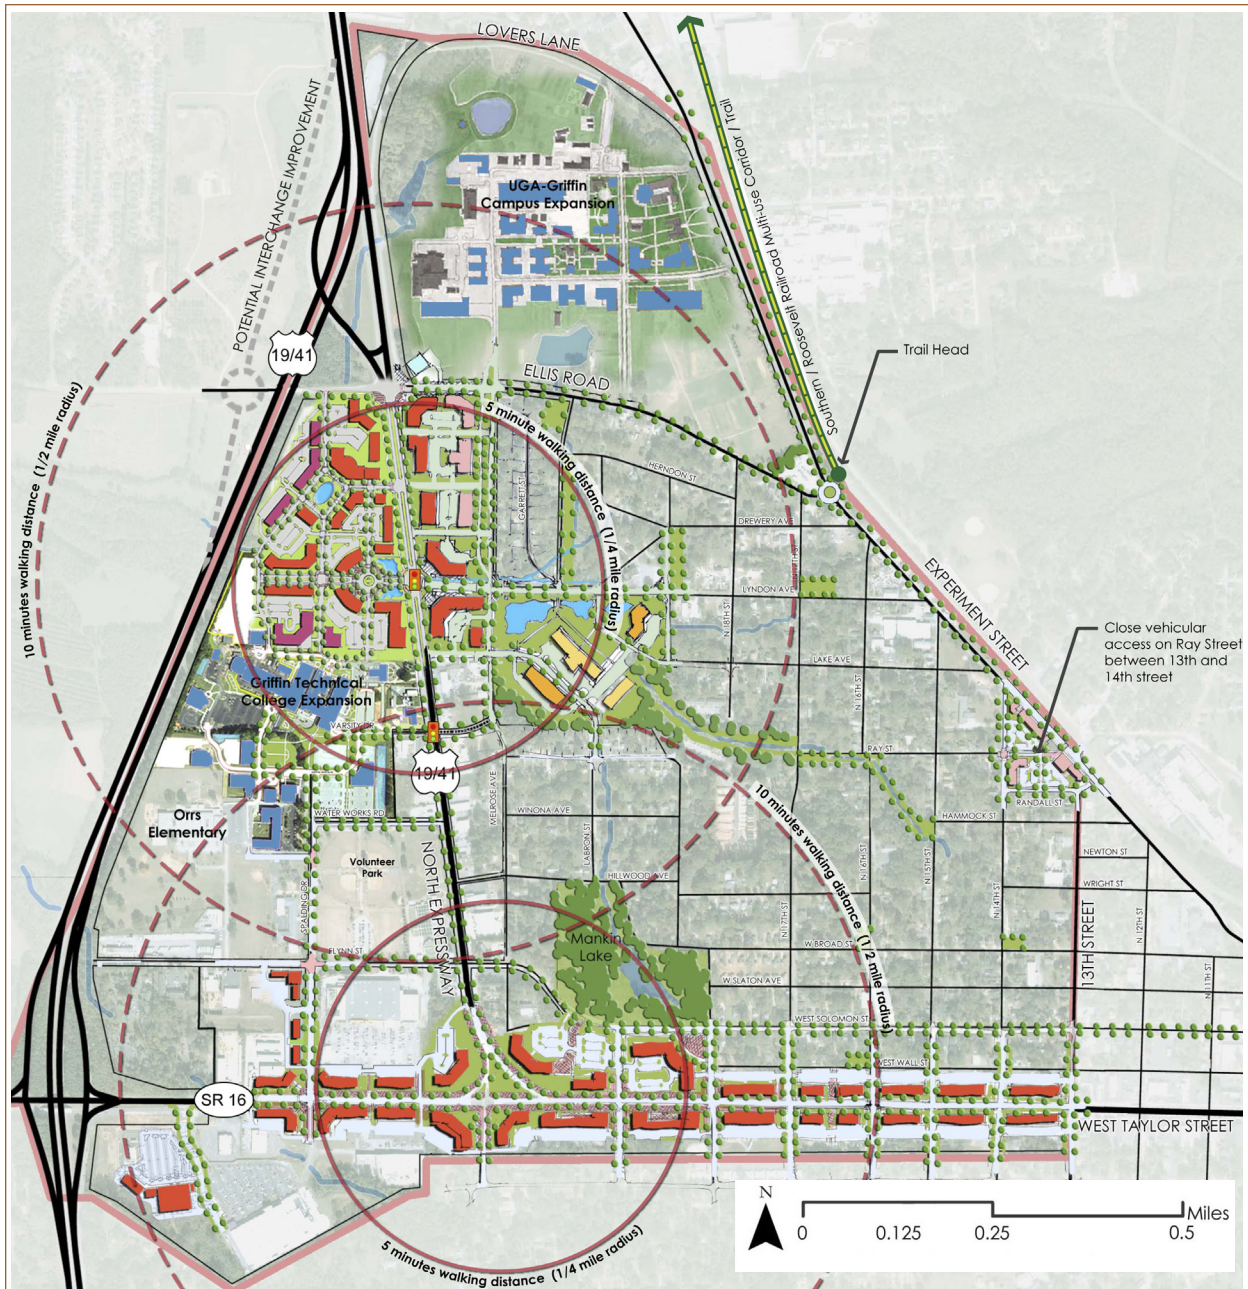 LOVERS LANE
POTENTIAL INTERCHANGE IMPROVEMENT
Southern / Roosevelt Railroad Multi-use Corridor / Trail
UGA-Griffin
Campus Expansion
19/41
Trail Head
ELLIS ROAD
10 minutes walking distance (1/2 mile radius)
5 minute walking distance (1/4 mile radius)
HERNDON ST
GARRETT ST
DREWERY AVE
N 17TH ST
EXPERIMENT STREET
LYNDON AVE
N 18TH ST
Close vehicular
access on Ray Street
between 13th and
14th street
LAKE AVE
N 16TH ST
Griffin Technical
College Expansion
VARSITY DR
RAY ST
19/41
MELROSE AVE
10 minutes walking distance (1/2 mile radius)
RANDALL ST
Orrs
Elementary
WATER WORKS RD
WINONA AVE
HAMMOCK ST
LABRON ST
NORTH EXPRESSWAY
Volunteer
Park
NEWTON ST
N 16TH ST
N 15TH ST
HILLWOOD AVE
WRIGHT ST
SPALDING DR
N 14TH ST
N 17TH ST
13TH STREET
N 12TH ST
Mankin
Lake
FLYNN ST
W BROAD ST
N 11TH ST
W SLATON AVE
WEST SOLOMON ST
WEST WALL ST
SR 16
WEST TAYLOR STREET
5 minutes walking distance (1/4 mile radius)
N
Miles
0 0.125 0.25 0.5